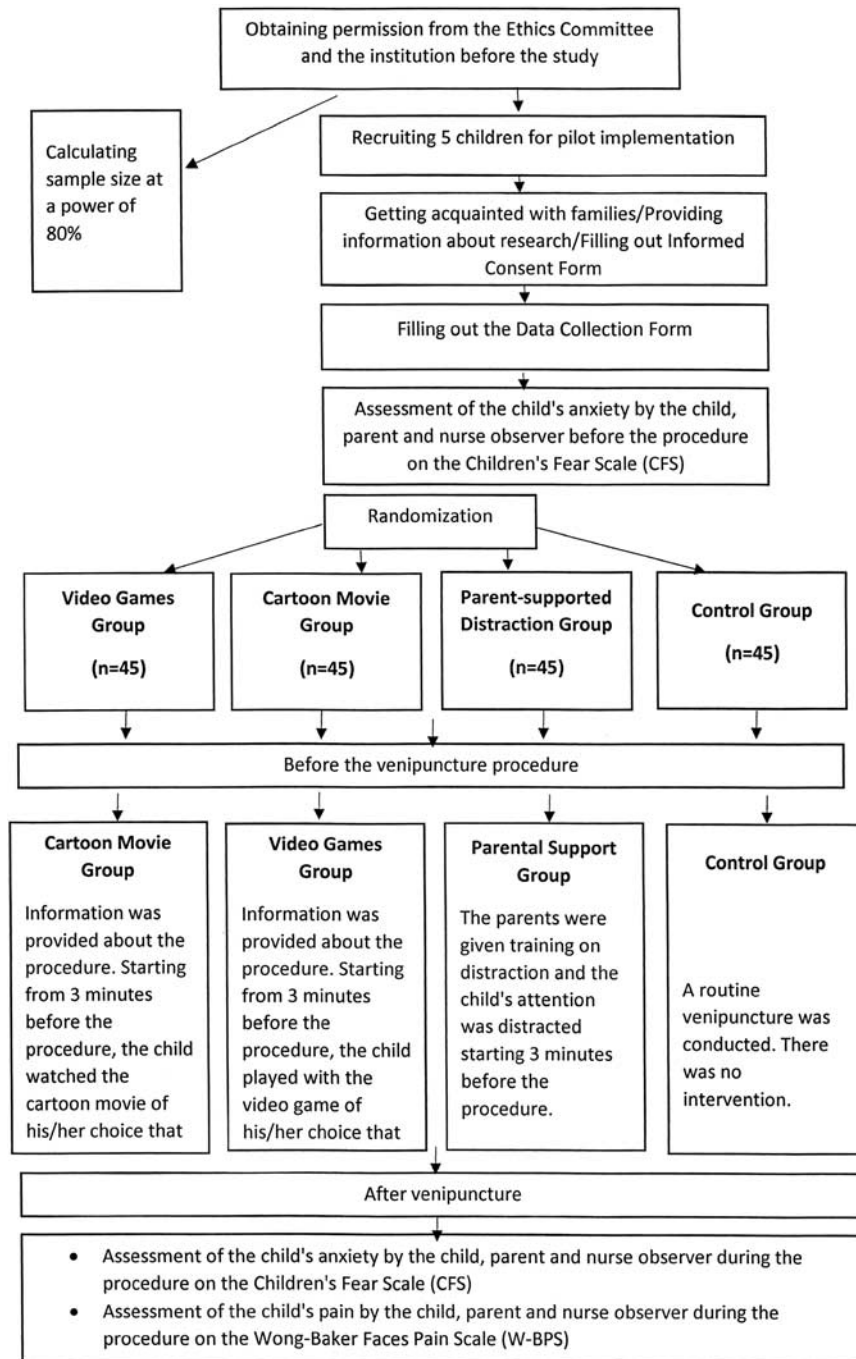 Obtaining permission from the Ethics Committee
and the institution before the study
Calculating
sample size at
a power of
80%
Recruiting 5 children for pilot implementation
Getting acquainted with families/Providing
information about research/Filling out Informed
Consent Form
Filling out the Data Collection Form
Assessment of the child's anxiety by the child,
parent and nurse observer before the procedure
on the Children's Fear Scale (CFS)
Randomization
Video Games
Group
(n=45)
Cartoon Movie
Group
(n=45)
Parent-supported
Distraction Group
(n=45)
Control Group
(n=45)
Before the venipuncture procedure
Cartoon Movie
Group
Information was
provided about the
procedure. Starting
from 3 minutes
before the
procedure, the child
watched the
cartoon movie of
his/her choice that
Video Games
Group
Information was
provided about the
procedure. Starting
from 3 minutes
before the
procedure, the child
played with the
video game of
his/her choice that
Parental Support
Group
The parents were
given training on
distraction and the
child's attention
was distracted
starting 3 minutes
before the
procedure.
Control Group
A routine
venipuncture was
conducted. There
was no
intervention.
After venipuncture
• Assessment of the child's anxiety by the child, parent and nurse observer during the
procedure on the Children's Fear Scale (CFS)
• Assessment of the child's pain by the child, parent and nurse observer during the
procedure on the Wong-Baker Faces Pain Scale (W-BPS)